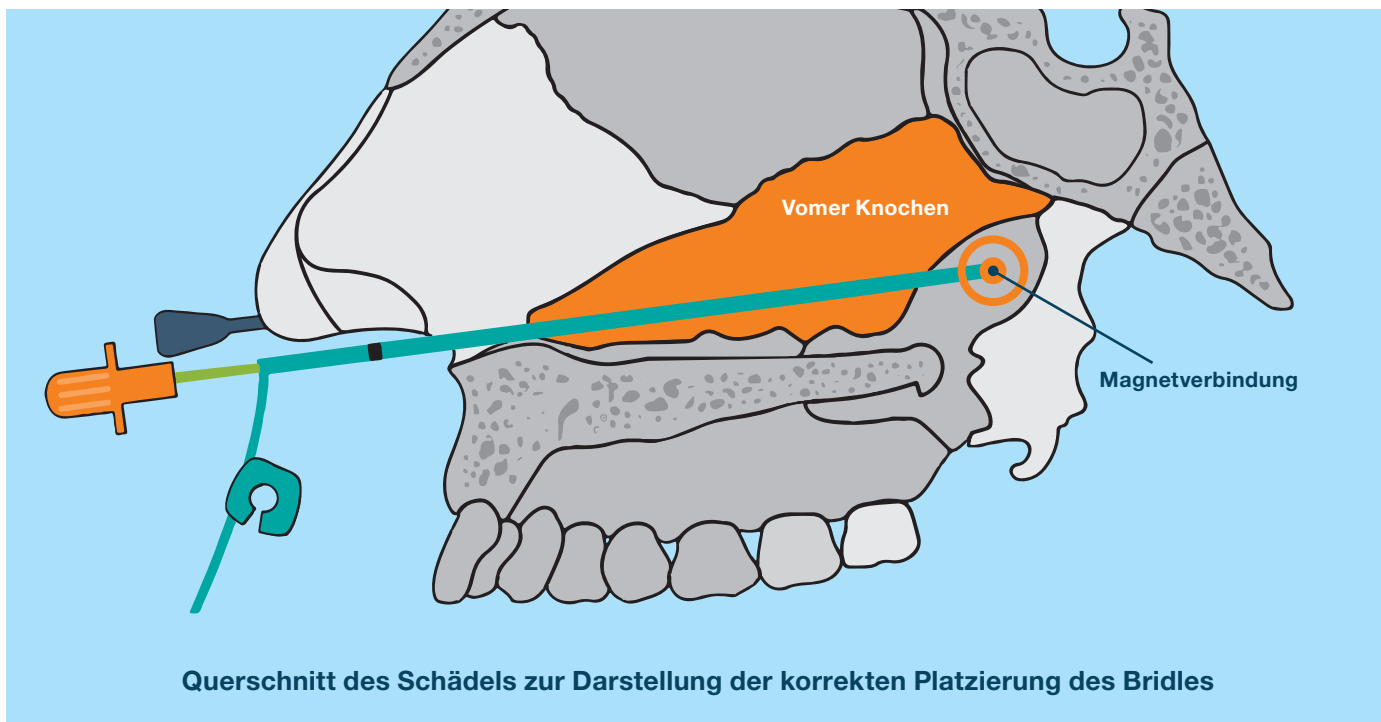 Vomer Knochen
Magnetverbindung
Querschnitt des Schädels zur Darstellung der korrekten Platzierung des Bridles